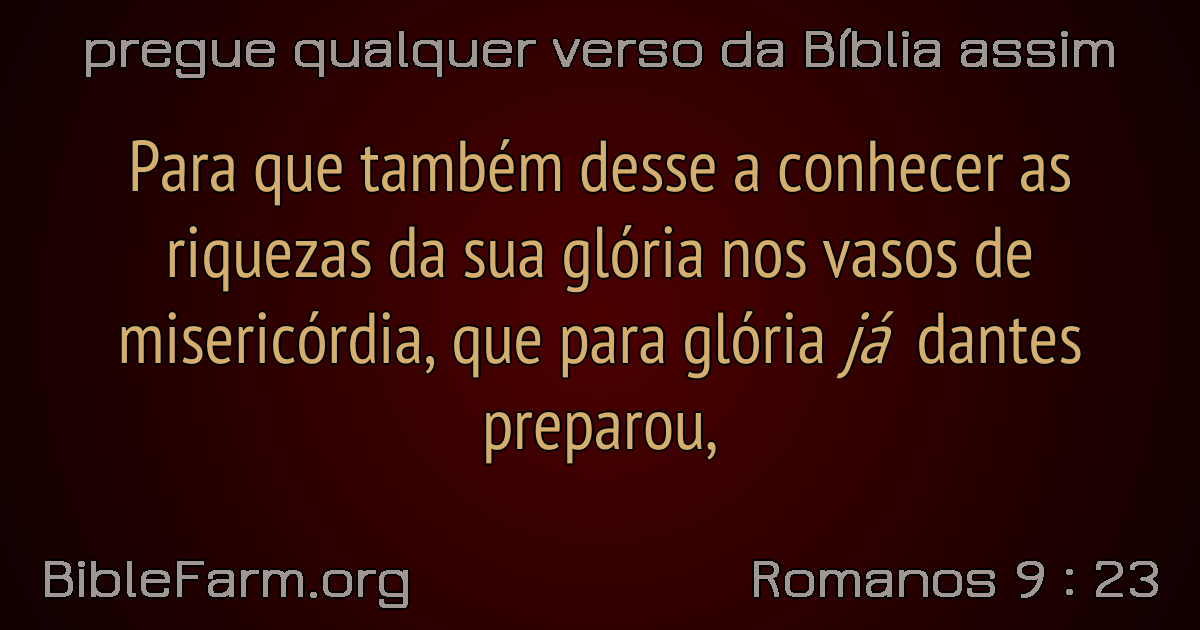 pregue qualquer verso da Bíblia assim
Para que também desse a conhecer as
riquezas da sua glória nos vasos de
misericórdia, que para glória já dantes
preparou,
BibleFarm.org
Romanos 9 : 23